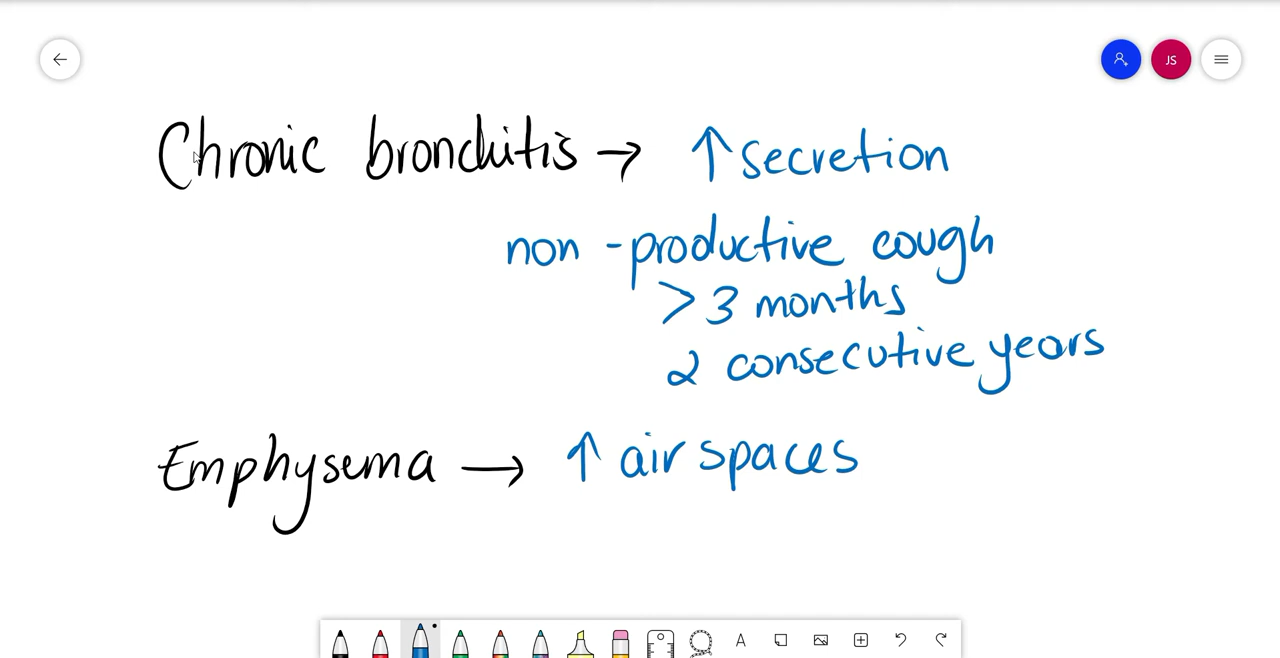 JS
Chronic bronchitis → ↑ secretion
non - productive cough
> 3 months
2 consecutive years
Emphysema → ↑ air spaces
A